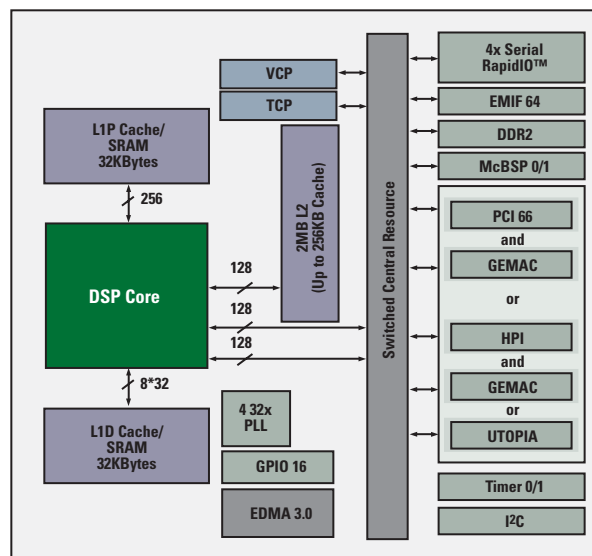 4x Serial
RapidIO™
VCP
EMIF 64
TCP
L1P Cache/
SRAM
32KBytes
DDR2
McBSP 0/1
256
2MB L2
(Up to 256KB Cache)
Switched Central Resource
PCI 66
and
GEMAC
or
HPI
and
GEMAC
or
UTOPIA
DSP Core
128
128
128
8*32
L1D Cache/
SRAM
32KBytes
4 32x
PLL
GPIO 16
EDMA 3.0
Timer 0/1
I²C